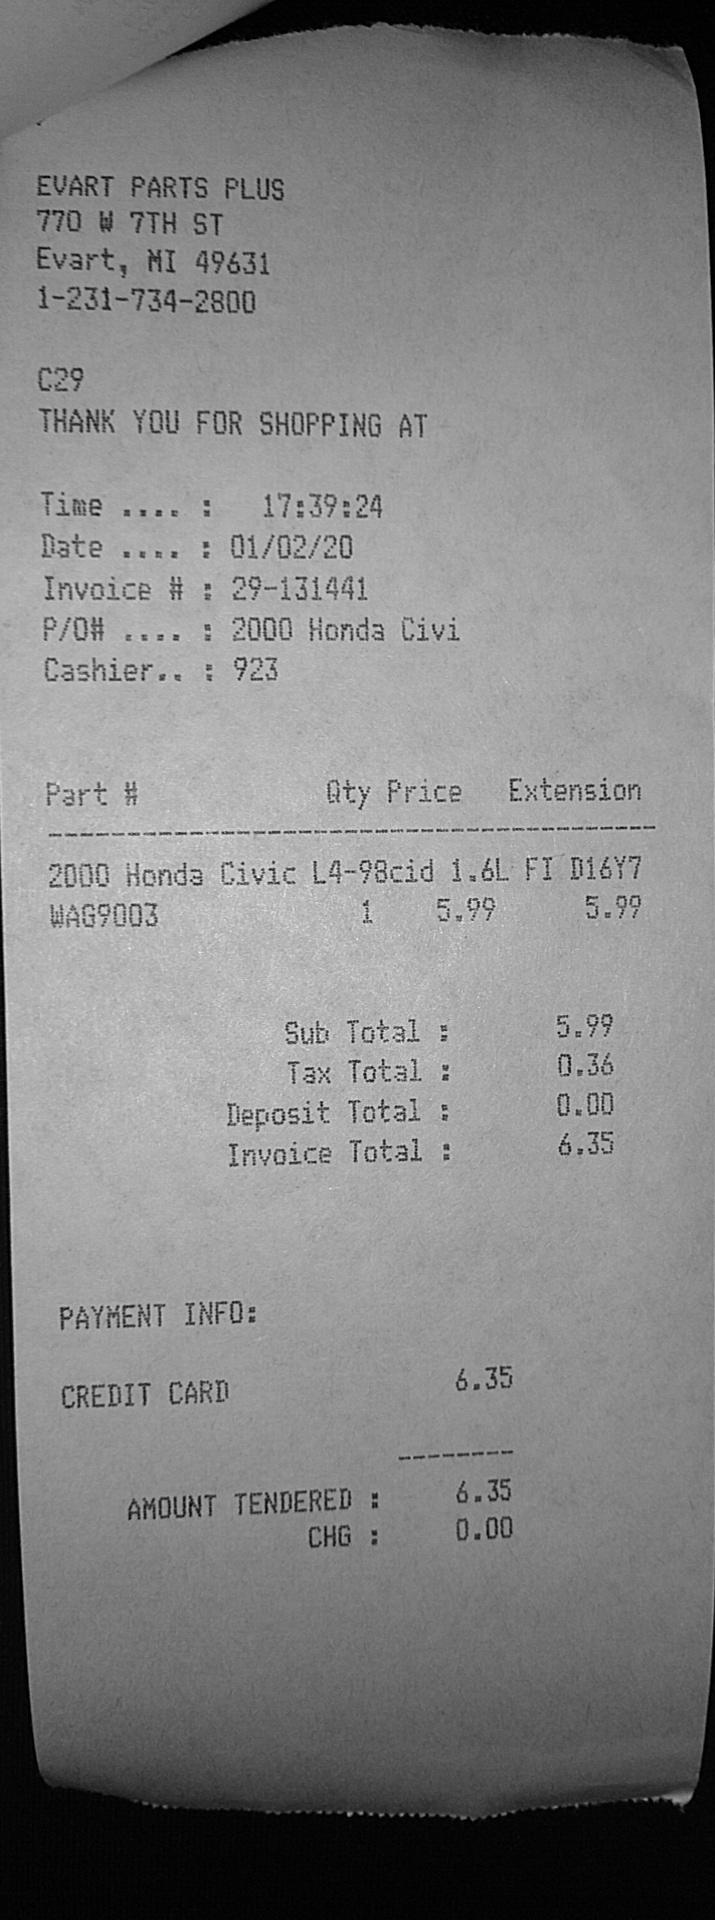 EVART PARTS PLUS
770 W 7TH ST
Evart, MI 49631
1-231-734-2800
C29
THANK YOU FOR SHOPPING AT
Time .... : 17:39:24
Date .... : 01/02/20
Invoice # : 29-131441
P/O# .... : 2000 Honda Civi
Cashier.. : 923
Part # Qty Price Extension
2000 Honda Civic L4-98cid 1.6L FI D16Y7
WAG9003 1 5.99 5.99
Sub Total : 5.99
Tax Total : 0.36
Deposit Total : 0.00
Invoice Total : 6.35
PAYMENT INFO:
CREDIT CARD 6.35
--------
AMOUNT TENDERED : 6.35
CHG : 0.00